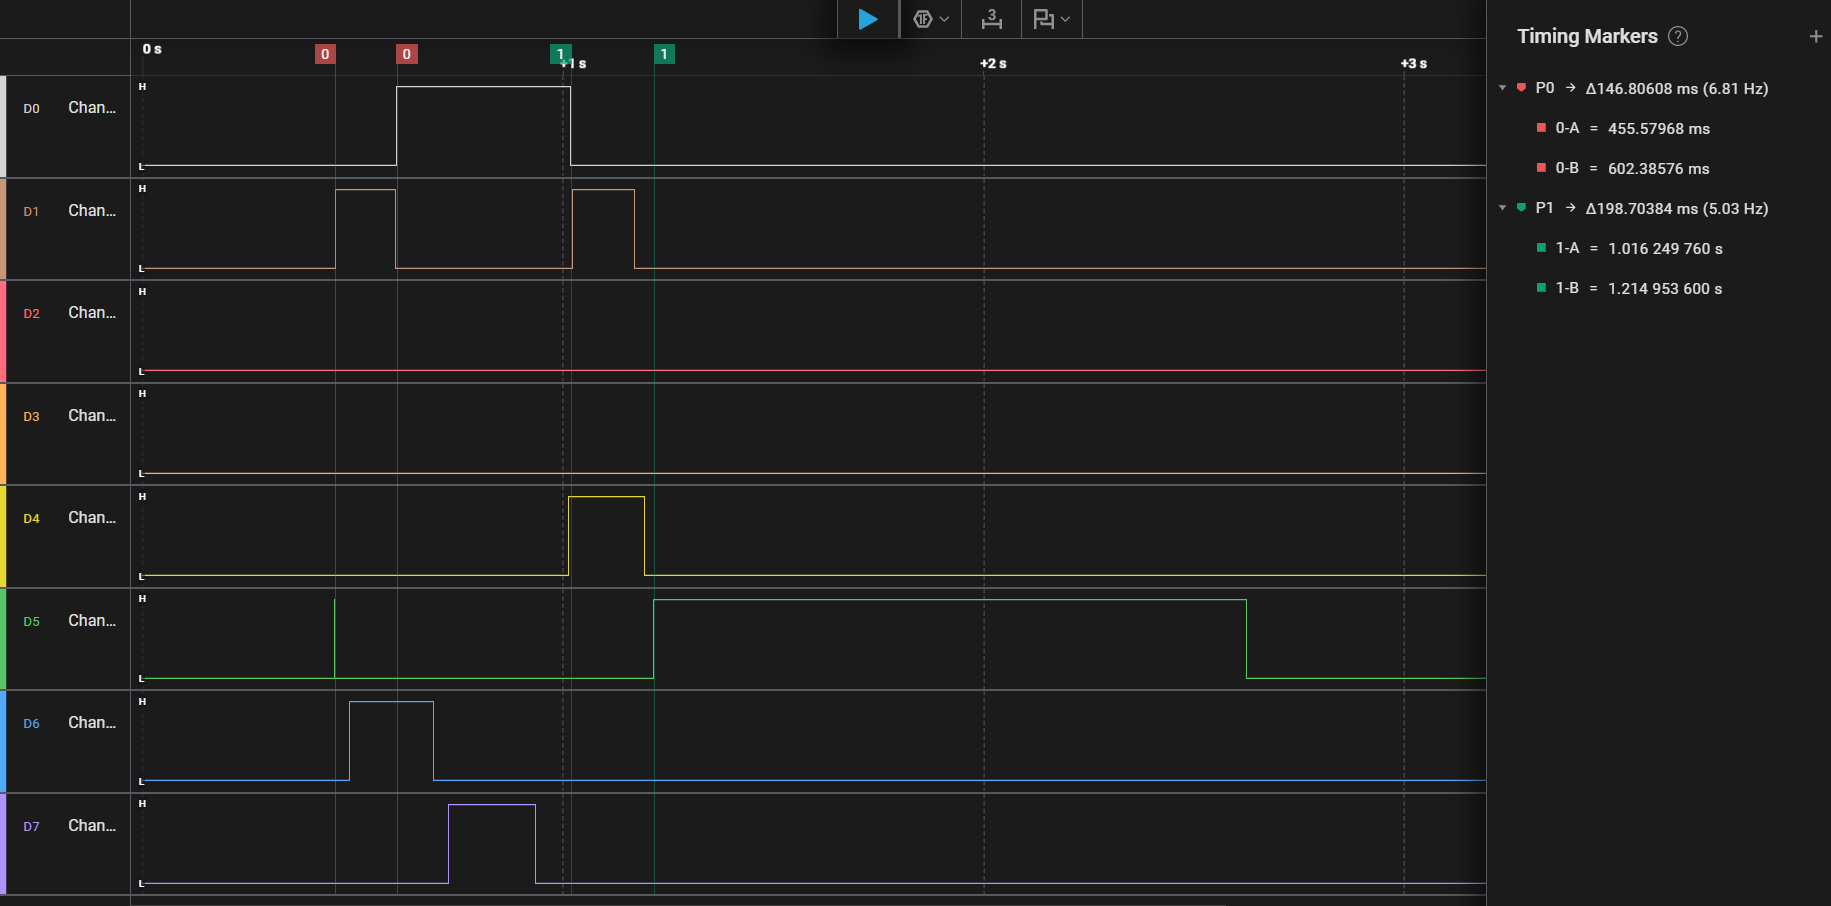 3
Timing Markers ?
0 s
0
0
1
+1 s
1
+2 s
+3 s
P0 → Δ146.80608 ms (6.81 Hz)
0-A = 455.57968 ms
0-B = 602.38576 ms
P1 → Δ198.70384 ms (5.03 Hz)
1-A = 1.016 249 760 s
1-B = 1.214 953 600 s
H
D0 Chan...
L
H
D1 Chan...
L
H
D2 Chan...
L
H
D3 Chan...
L
H
D4 Chan...
L
H
D5 Chan...
L
H
D6 Chan...
L
H
D7 Chan...
L